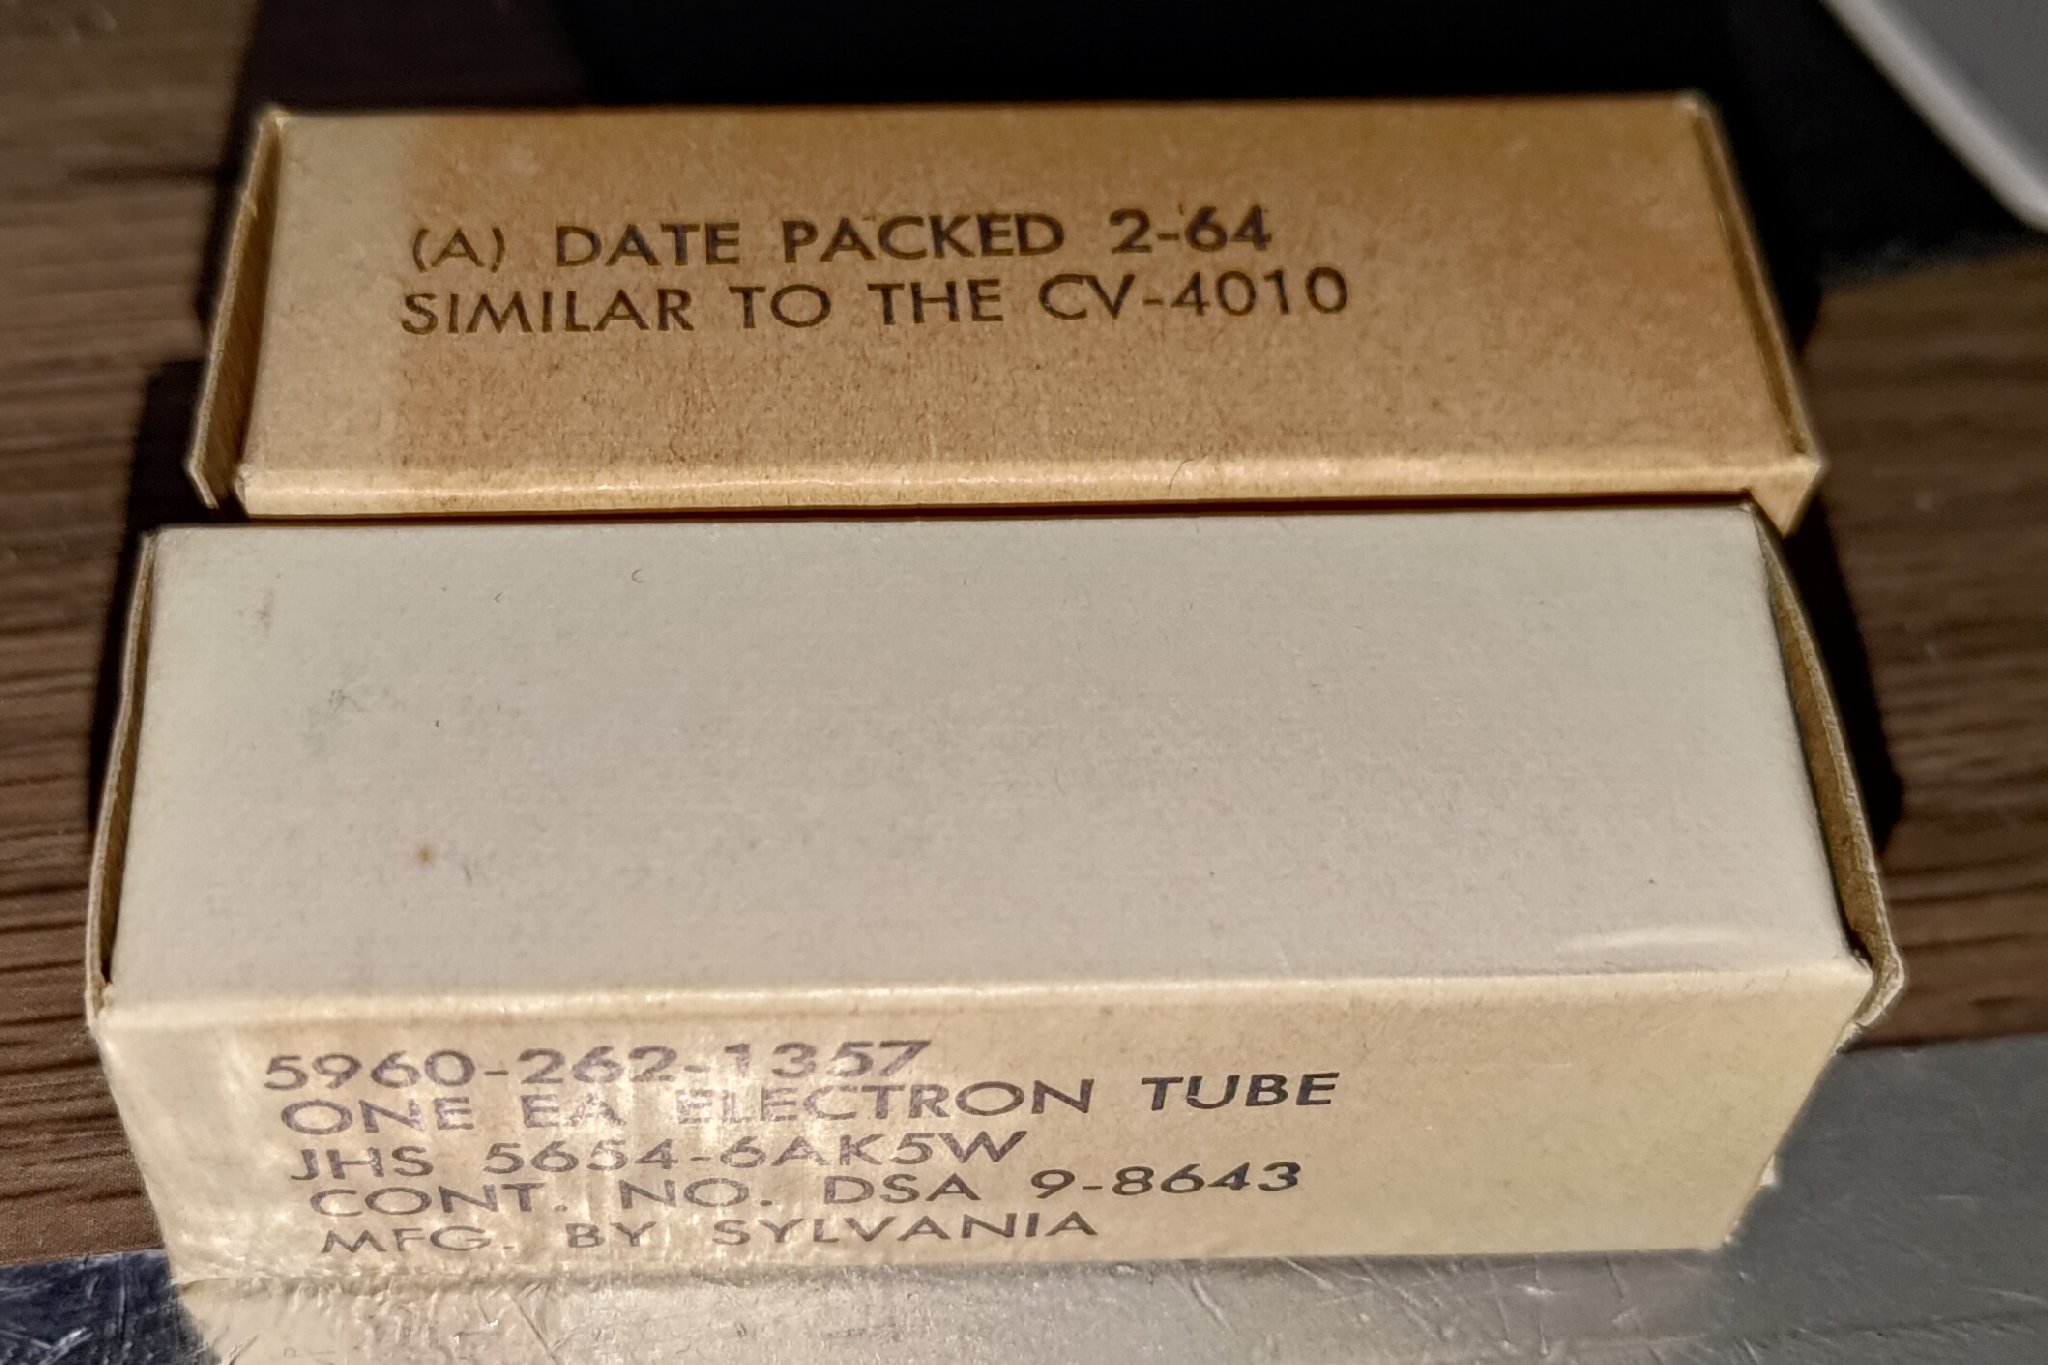 (A) DATE PACKED 2-64
SIMILAR TO THE CV-4010
5960-262-1357
ONE EA ELECTRON TUBE
JHS 5654-6AK5W
CONT. NO. DSA 9-8643
MFG. BY SYLVANIA